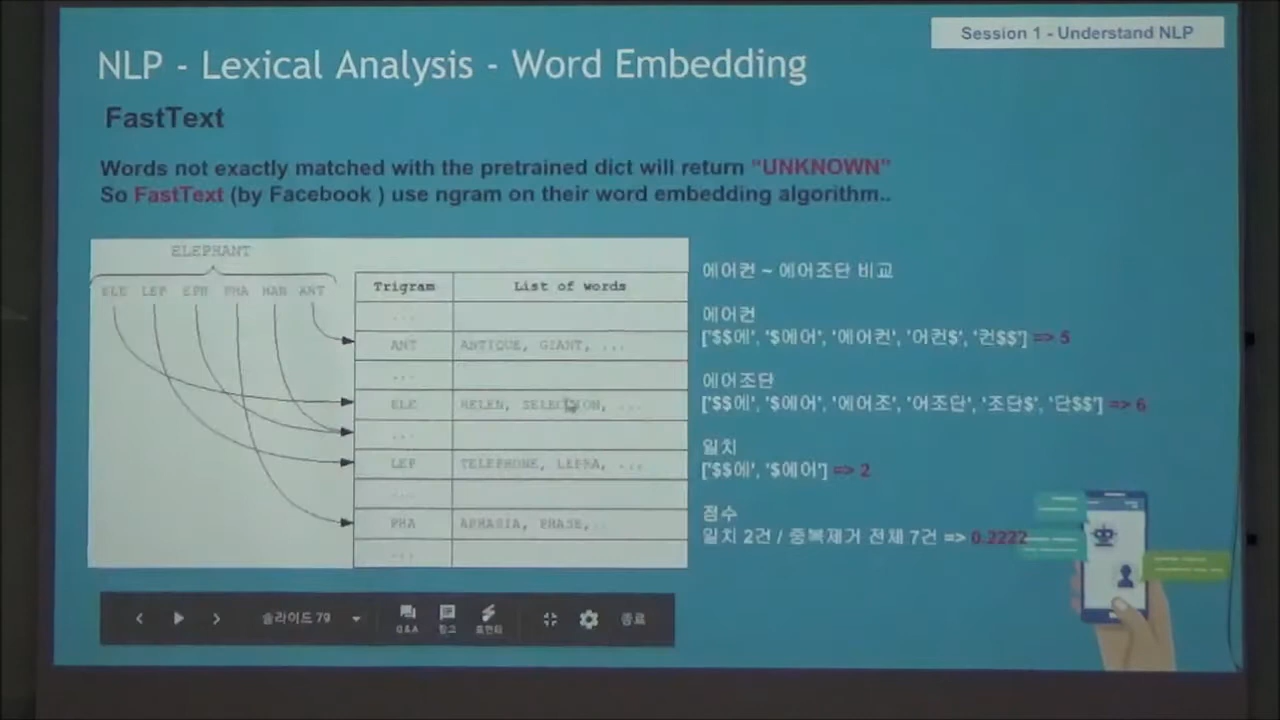 Session 1 - Understand NLP
NLP - Lexical Analysis - Word Embedding
FastText
Words not exactly matched with the pretrained dict will return "UNKNOWN"
So FastText (by Facebook ) use ngram on their word embedding algorithm..
ELEPHANT
ELE LEP EPH PHA HAN ANT
Trigram List of words
...
ANT ANTIQUE, GIANT, ...
...
ELE HELEN, SELECTION, ...
...
LEP TELEPHONE, LEPRA, ...
...
PHA APHASIA, PHASE,..
...
에어컨 ~ 에어조단 비교
에어컨
['$$에', '$에어', '에어컨', '어컨$', '컨$$'] => 5
에어조단
['$$에', '$에어', '에어조', '어조단', '조단$', '단$$'] => 6
일치
['$$에', '$에어'] => 2
점수
일치 2건 / 중복제거 전체 7건 => 0.2222
슬라이드 79
Q&A
참고
포인터
종료